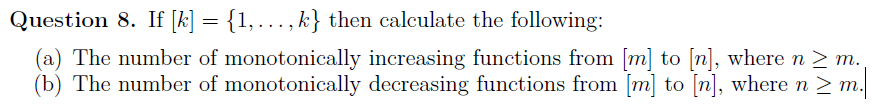 Question 8. If [k] = {1, . . . , k} then calculate the following:
(a) The number of monotonically increasing functions from [m] to [n], where n ≥ m.
(b) The number of monotonically decreasing functions from [m] to [n], where n ≥ m.